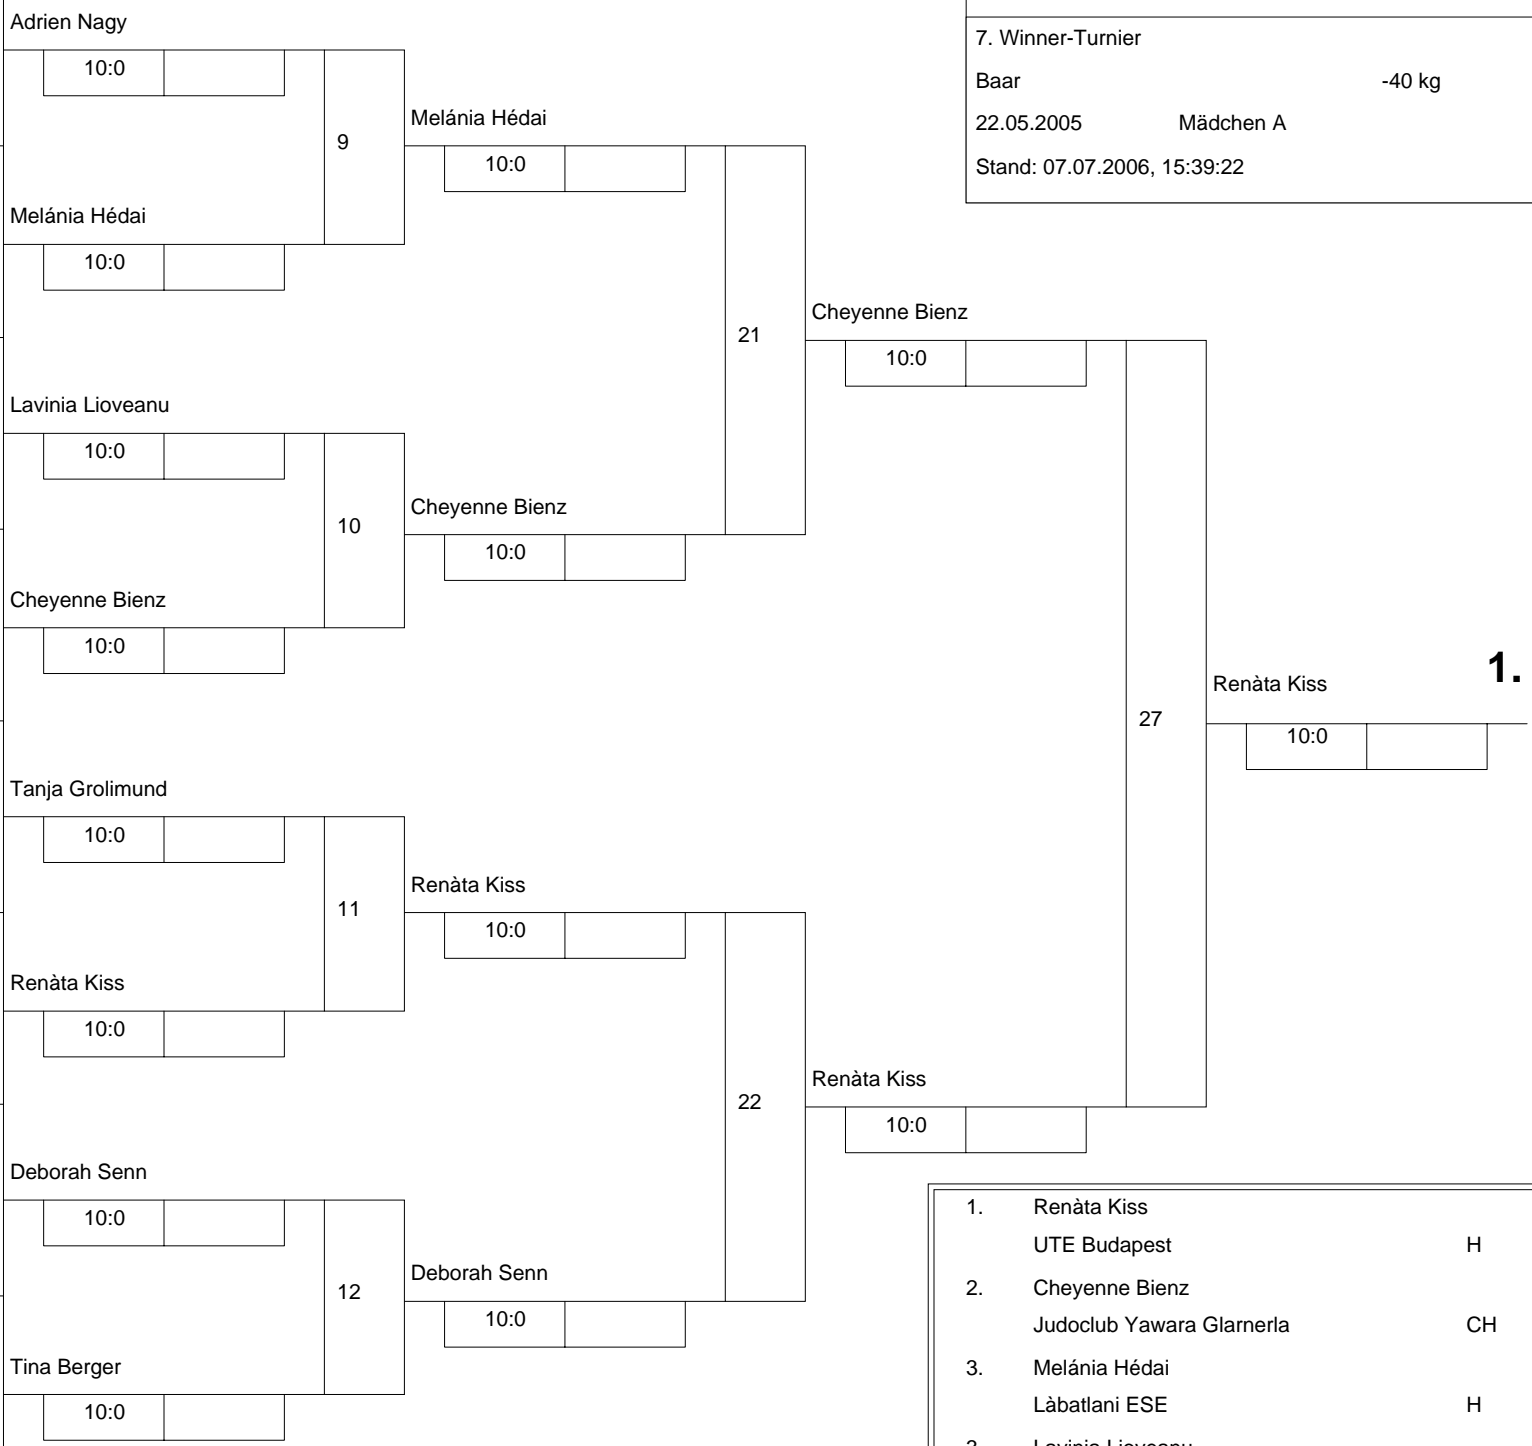 Adrien Nagy
10:0
9
Melánia Hédai
10:0
Melánia Hédai
10:0
21
Lavinia Lioveanu
10:0
10
Cheyenne Bienz
10:0
Cheyenne Bienz
10:0
Cheyenne Bienz
10:0
27
Tanja Grolimund
10:0
11
Renàta Kiss
10:0
Renàta Kiss
10:0
22
Deborah Senn
10:0
12
Tina Berger
10:0
Deborah Senn
10:0
Renàta Kiss
10:0
Renàta Kiss 1.
10:0
7. Winner-Turnier
Baar -40 kg
22.05.2005 Mädchen A
Stand: 07.07.2006, 15:39:22
1. Renàta Kiss
UTE Budapest H
2. Cheyenne Bienz
Judoclub Yawara Glarnerla CH
3. Melánia Hédai
Làbatlani ESE H
3. Lavinia Lioveanu